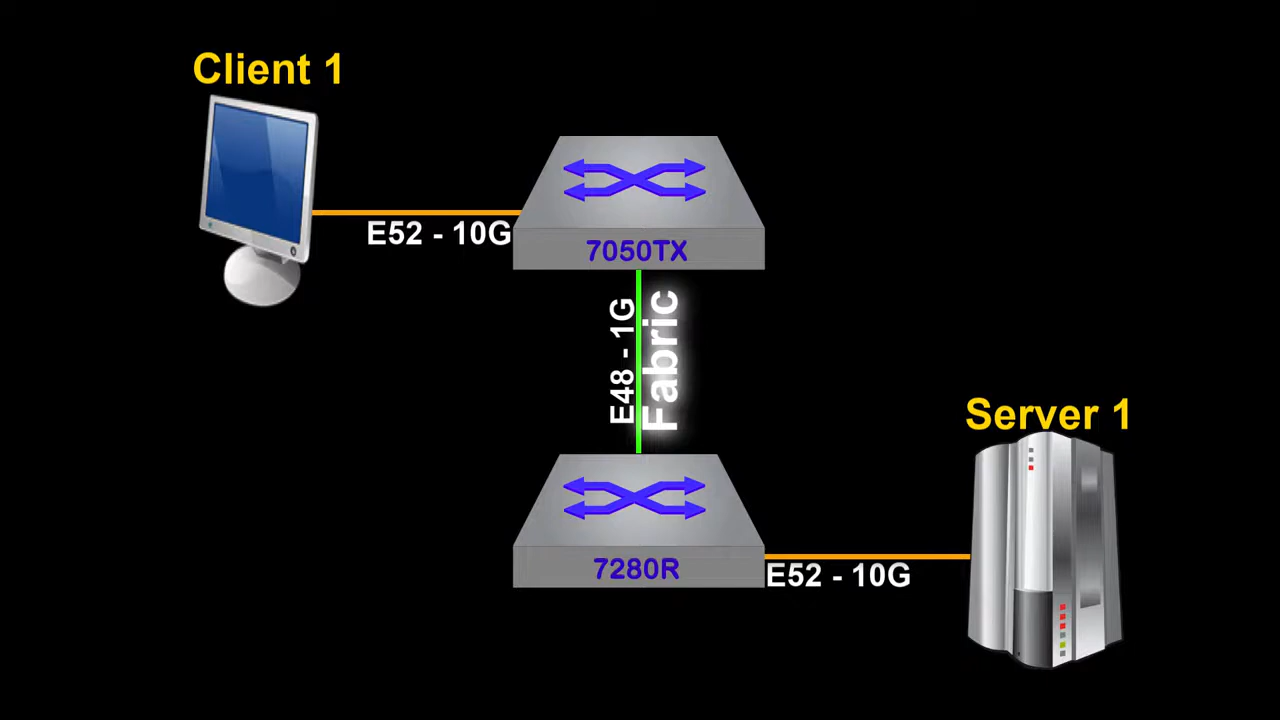 Client 1
E52 - 10G
7050TX
E48 - 1G
Fabric
Server 1
7280R
E52 - 10G